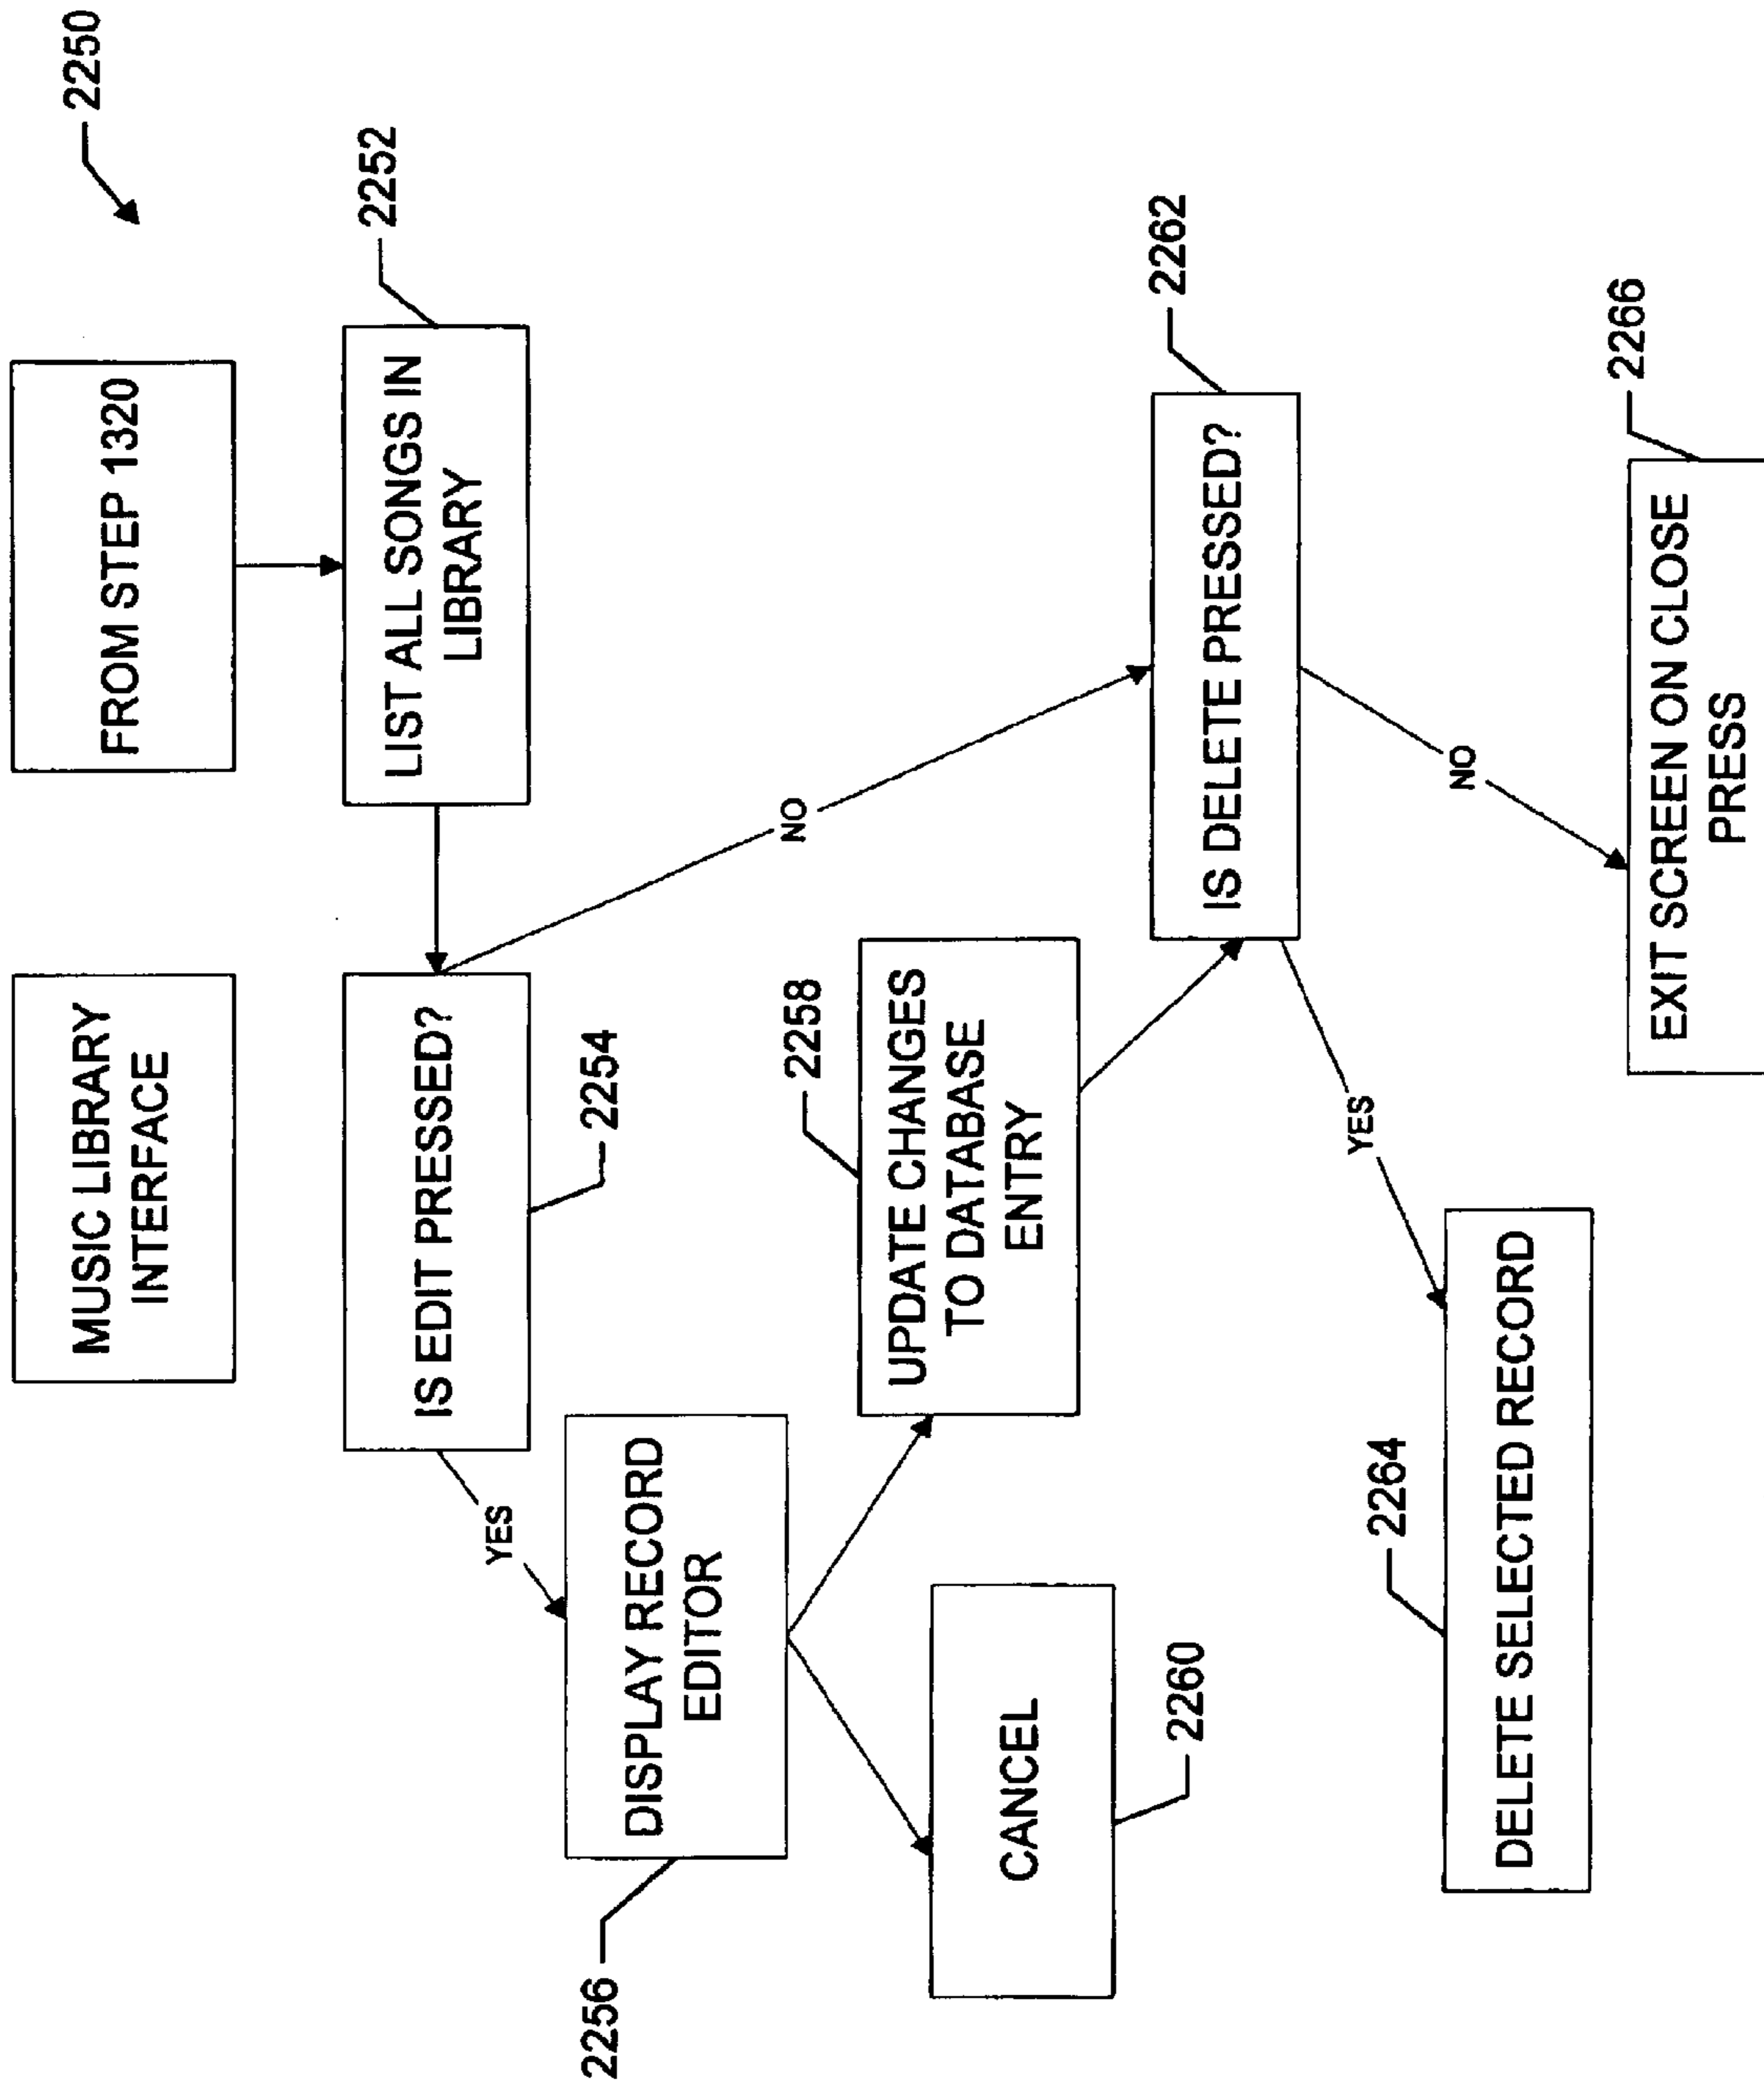 2250
MUSIC LIBRARY
INTERFACE
FROM STEP 1320
IS EDIT PRESSED?
2254
LIST ALL SONGS IN
LIBRARY
2252
YES
NO
2256
DISPLAY RECORD
EDITOR
2258
UPDATE CHANGES
TO DATABASE
ENTRY
CANCEL
2260
IS DELETE PRESSED?
2262
YES
NO
2264
DELETE SELECTED RECORD
EXIT SCREEN ON CLOSE
PRESS
2266